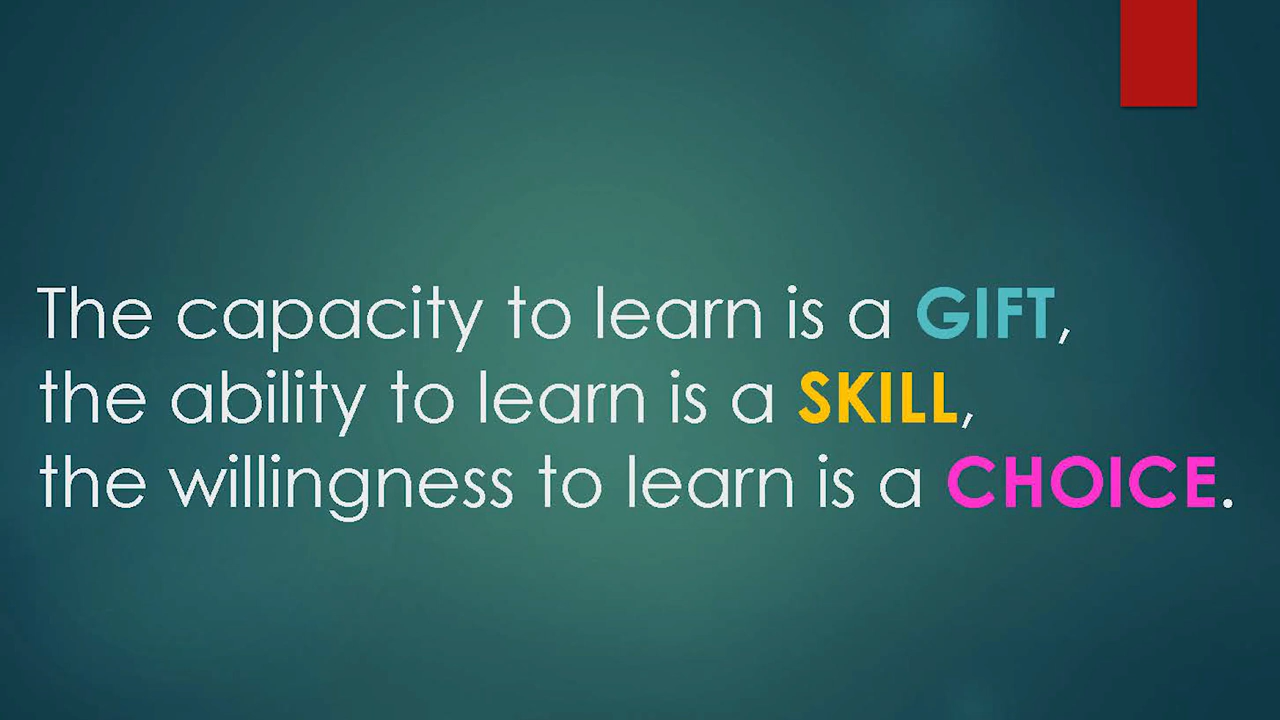 The capacity to learn is a GIFT,
the ability to learn is a SKILL,
the willingness to learn is a CHOICE.